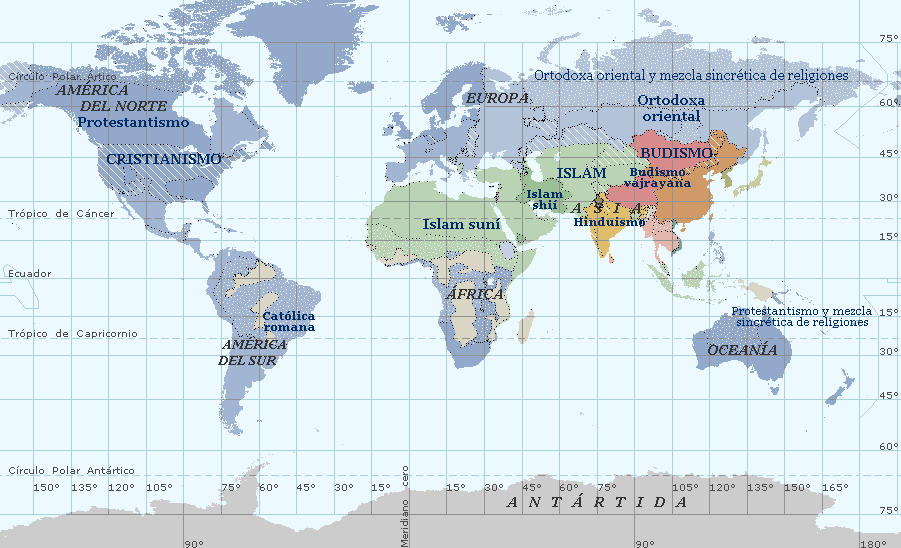 75°
Círculo Polar Ártico
Ortodoxa oriental y mezcla sincrética de religiones
AMÉRICA
DEL NORTE
EUROPA
Ortodoxa
oriental
60°
Protestantismo
CRISTIANISMO
BUDISMO
45°
ISLAM
Budismo
vajrayana
Islam
shií
30°
Trópico de Cáncer
ASIA
Islam suní
Hinduismo
15°
Ecuador
ÁFRICA
Católica
romana
Protestantismo y mezcla
sincrética de religiones
15°
Trópico de Capricornio
AMÉRICA
DEL SUR
OCEANÍA
30°
45°
60°
Círculo Polar Antártico
Meridiano cero
150° 135° 120° 105° 75° 60° 45° 30° 15° 15° 30° 45° 60° 75° 105° 120° 135° 150° 165°
ANTÁRTIDA
75°
90° 90° 180°